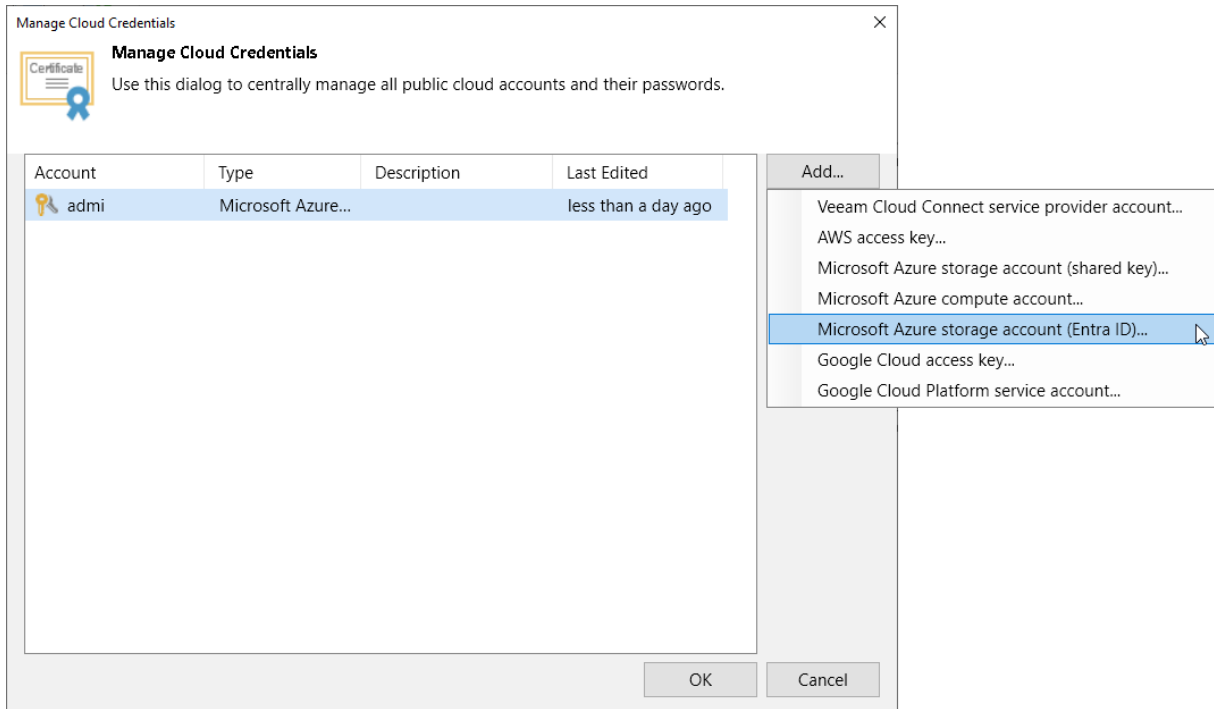 Manage Cloud Credentials
Manage Cloud Credentials
Certificate
Use this dialog to centrally manage all public cloud accounts and their passwords.
Account Type Description Last Edited
admi Microsoft Azure... less than a day ago
Add...
Veeam Cloud Connect service provider account...
AWS access key...
Microsoft Azure storage account (shared key)...
Microsoft Azure compute account...
Microsoft Azure storage account (Entra ID)...
Google Cloud access key...
Google Cloud Platform service account...
OK Cancel